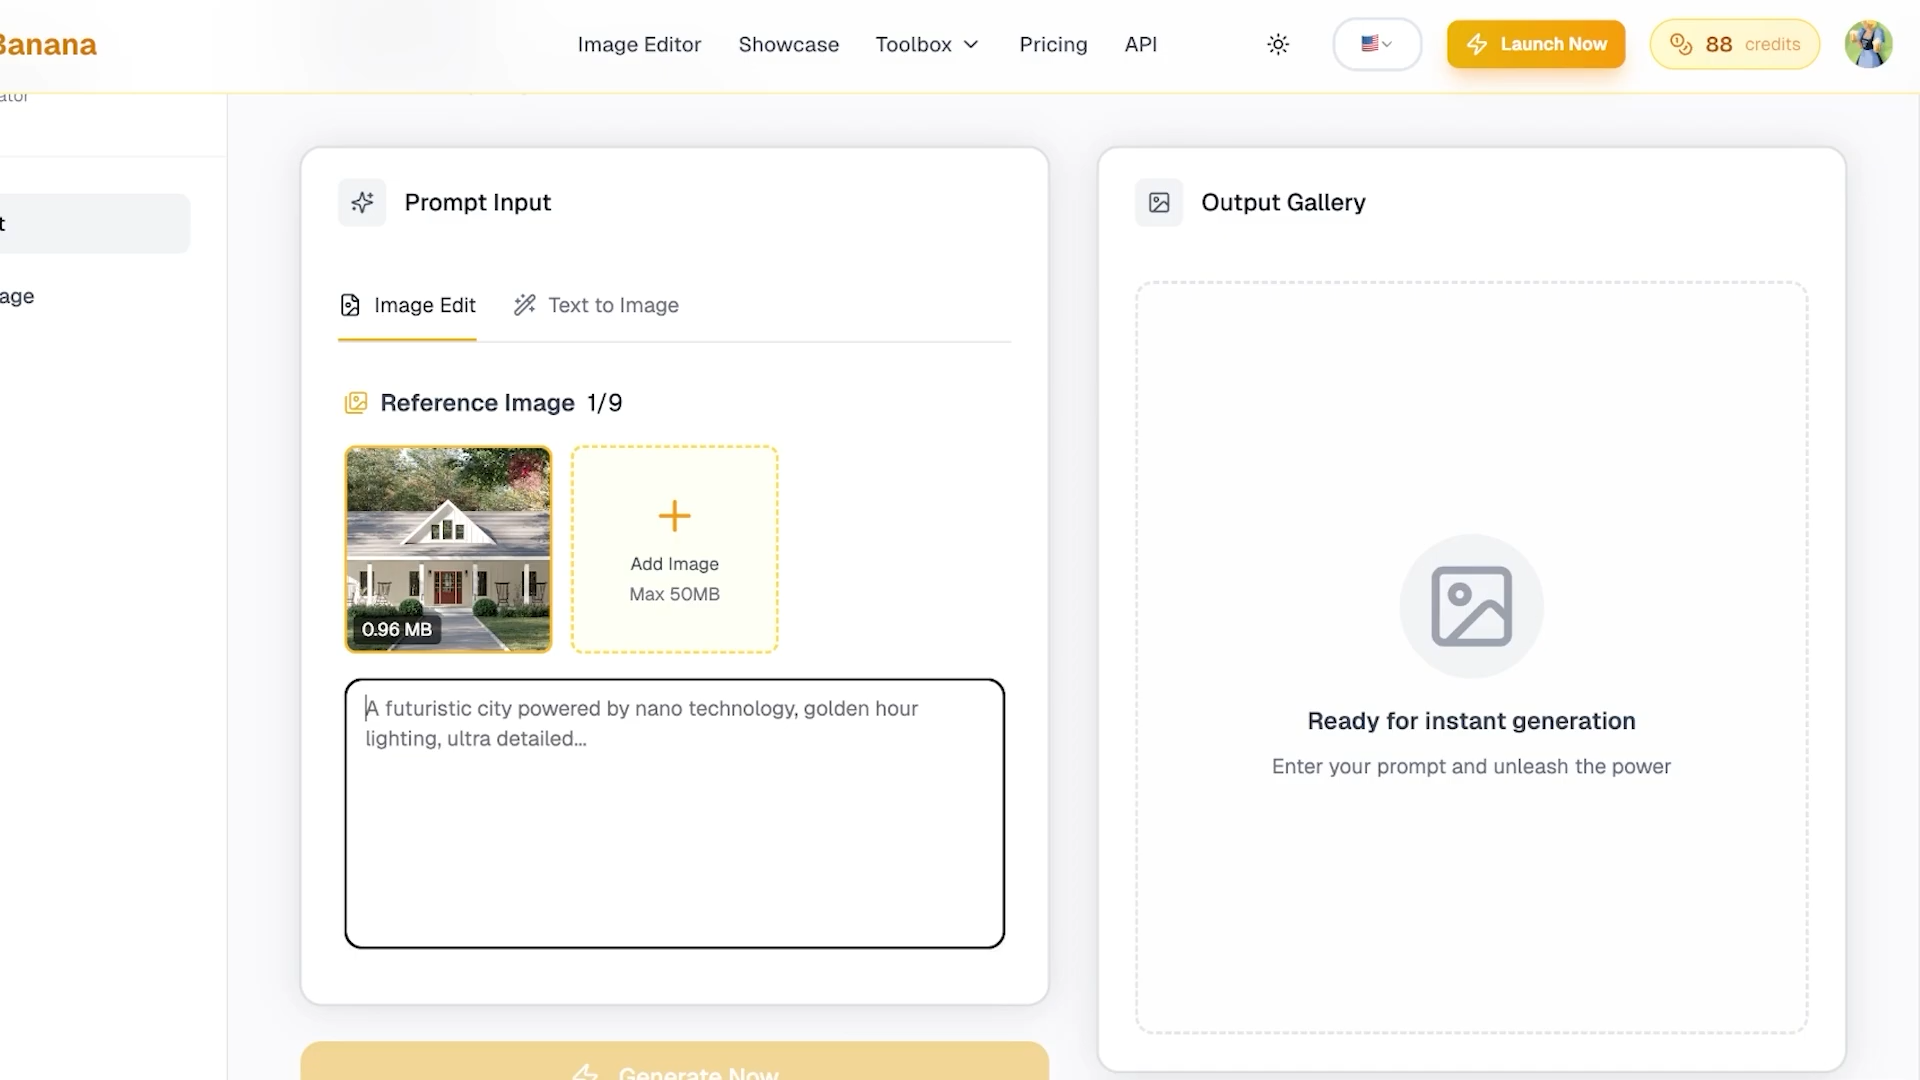 Banana
Image Editor
Showcase
Toolbox
Pricing
API
Launch Now
88 credits
ator
t
age
Prompt Input
Image Edit
Text to Image
Reference Image 1/9
0.96 MB
Add Image
Max 50MB
A futuristic city powered by nano technology, golden hour
lighting, ultra detailed...
Generate Now
Output Gallery
Ready for instant generation
Enter your prompt and unleash the power